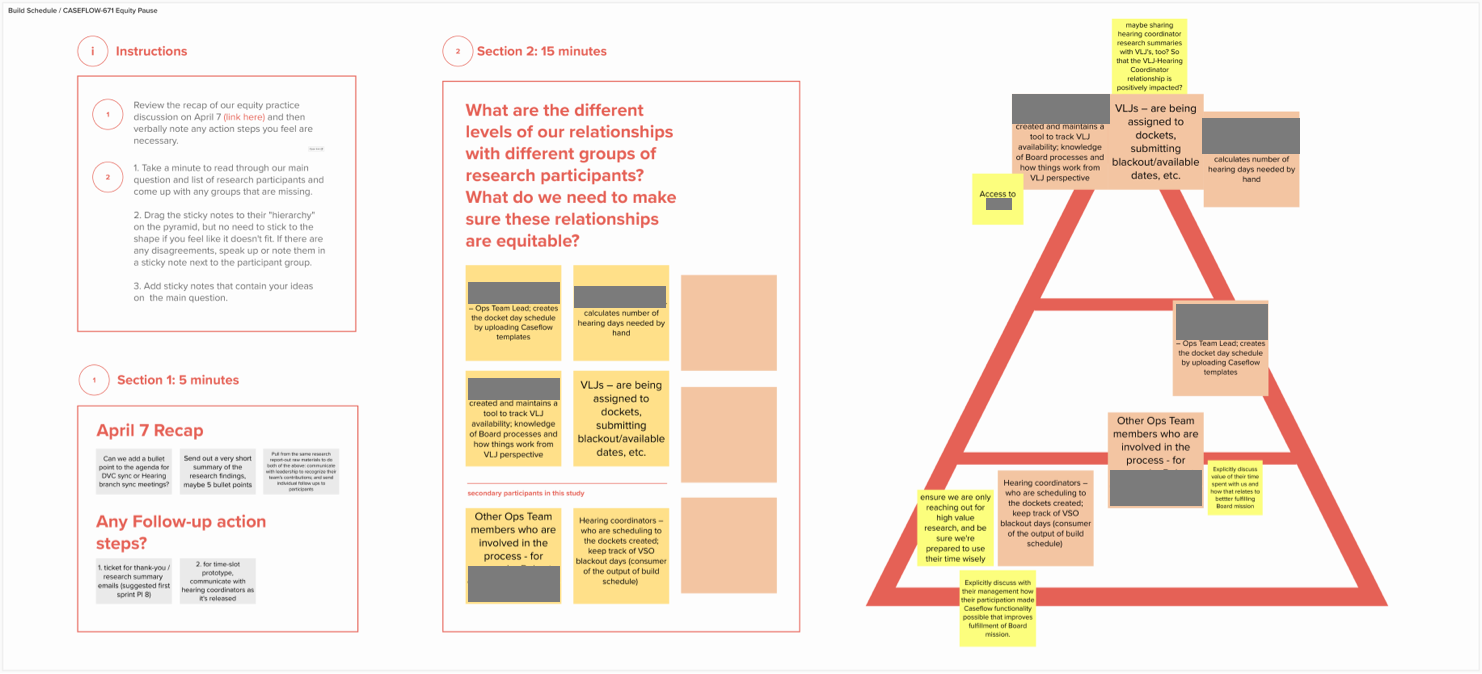 Build Schedule / CASEFLOW-671 Equity Pause
i
Instructions
1
Review the recap of our equity practice
discussion on April 7 (link here) and then
verbally note any action steps you feel are
necessary.
2
1. Take a minute to read through our main
question and list of research participants and
come up with any groups that are missing.
2. Drag the sticky notes to their "hierarchy"
on the pyramid, but no need to stick to the
shape if you feel like it doesn't fit. If there are
any disagreements, speak up or note them in
a sticky note next to the participant group.
3. Add sticky notes that contain your ideas
on the main question.
1
Section 1: 5 minutes
April 7 Recap
Can we add a bullet
point to the agenda for
DVC sync or Hearing
branch sync meetings?
Send out a very short
summary of the
research findings,
maybe 5 bullet points
Pull from the same research
report-out raw materials to do
both of the above: communicate
with leadership to recognize their
team's contributions; and send
individual follow ups to
participants
Any Follow-up action
steps?
1. ticket for thank-you /
research summary
emails (suggested first
sprint PI 8)
2. for time-slot
prototype,
communicate with
hearing coordinators as
it's released
2
Section 2: 15 minutes
What are the different
levels of our relationships
with different groups of
research participants?
What do we need to make
sure these relationships
are equitable?
– Ops Team Lead; creates
the docket day schedule
by uploading Caseflow
templates
calculates number of
hearing days needed by
hand
created and maintains a
tool to track VLJ
availability; knowledge
of Board processes and
how things work from
VLJ perspective
VLJs – are being
assigned to
dockets,
submitting
blackout/available
dates, etc.
secondary participants in this study
Other Ops Team
members who are
involved in the
process - for
Hearing coordinators –
who are scheduling to
the dockets created;
keep track of VSO
blackout days (consumer
of the output of build
schedule)
maybe sharing
hearing coordinator
research summaries
with VLJ's, too? So
that the VLJ-Hearing
Coordinator
relationship is
positively impacted?
created and maintains a
tool to track VLJ
availability; knowledge
of Board processes and
how things work from
VLJ perspective
VLJs – are being
assigned to
dockets,
submitting
blackout/available
dates, etc.
calculates number of
hearing days needed by
hand
Access to
– Ops Team Lead; creates
the docket day schedule
by uploading Caseflow
templates
Other Ops Team
members who are
involved in the
process - for
Explicitly discuss
value of their time
spent with us and
how that relates to
bettter fulfilling
Board mission
Hearing coordinators –
who are scheduling to
the dockets created;
keep track of VSO
blackout days (consumer
of the output of build
schedule)
ensure we are only
reaching out for
high value
research, and be
sure we're
prepared to use
their time wisely
Explicitly discuss with
their management how
their participation made
Caseflow functionality
possible that improves
fulfillment of Board
mission.